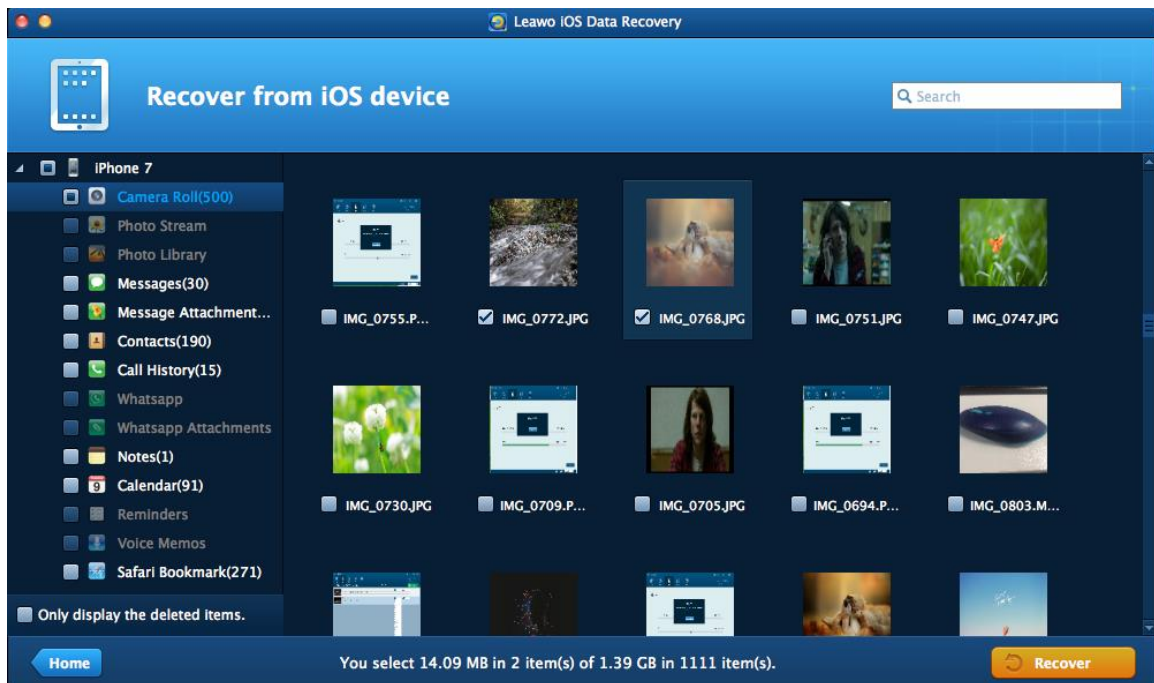 Leawo iOS Data Recovery
Recover from iOS device
Search
iPhone 7
Camera Roll(500)
Photo Stream
Photo Library
Messages(30)
Message Attachment...
Contacts(190)
Call History(15)
Whatsapp
Whatsapp Attachments
Notes(1)
9
Calendar(91)
Reminders
Voice Memos
Safari Bookmark(271)
Only display the deleted items.
IMG_0755.P...
IMG_0772.JPG
IMG_0768.JPG
IMG_0751.JPG
IMG_0747.JPG
IMG_0730.JPG
IMG_0709.P...
IMG_0705.JPG
IMG_0694.P...
IMG_0803.M...
Home
You select 14.09 MB in 2 item(s) of 1.39 GB in 1111 item(s).
Recover